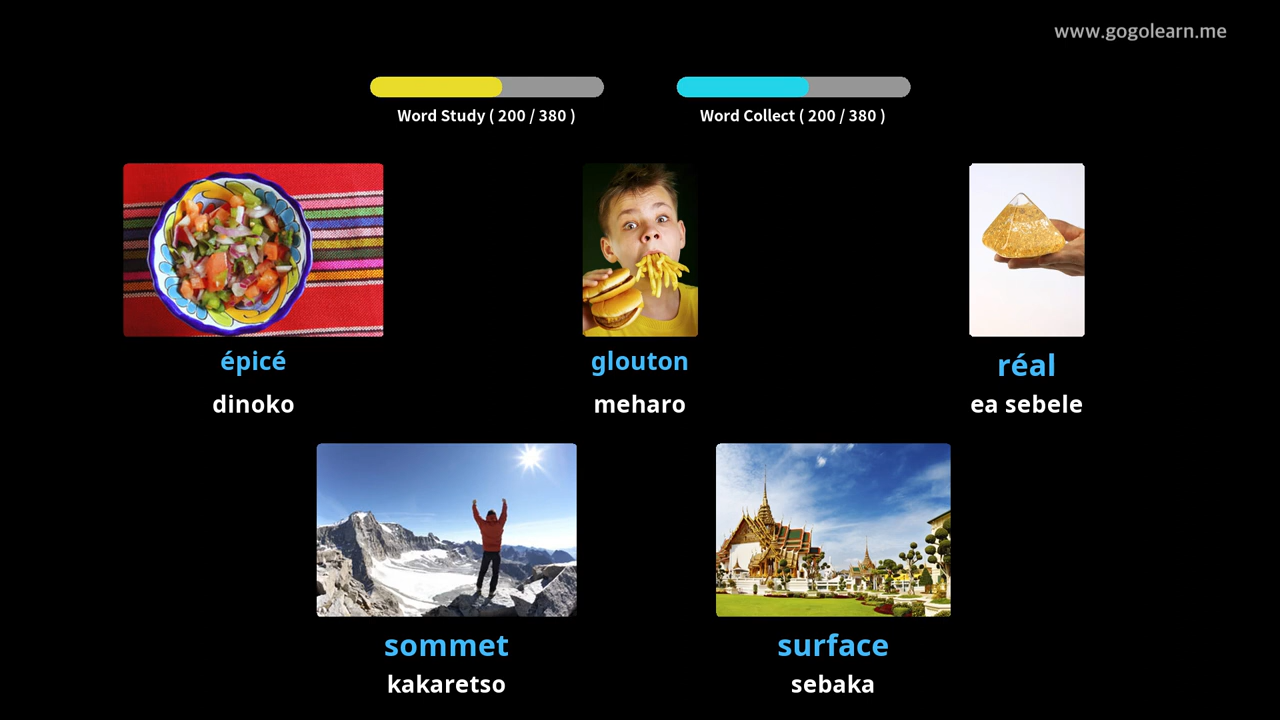 www.gogolearn.me
Word Study ( 200 / 380 )
Word Collect ( 200 / 380 )
épicé
dinoko
glouton
meharo
réal
ea sebele
sommet
kakaretso
surface
sebaka